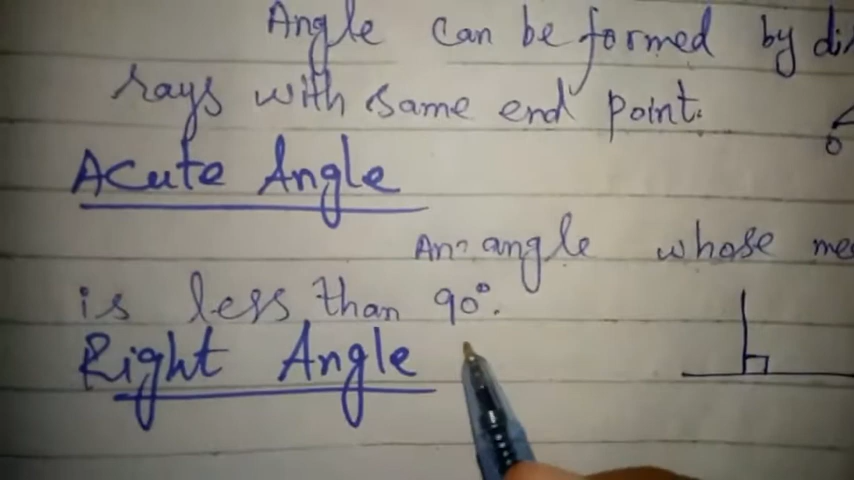 Angle can be formed by
rays with same end point.
O
Acute Angle
An angle whose
is less than 90°.
Right Angle